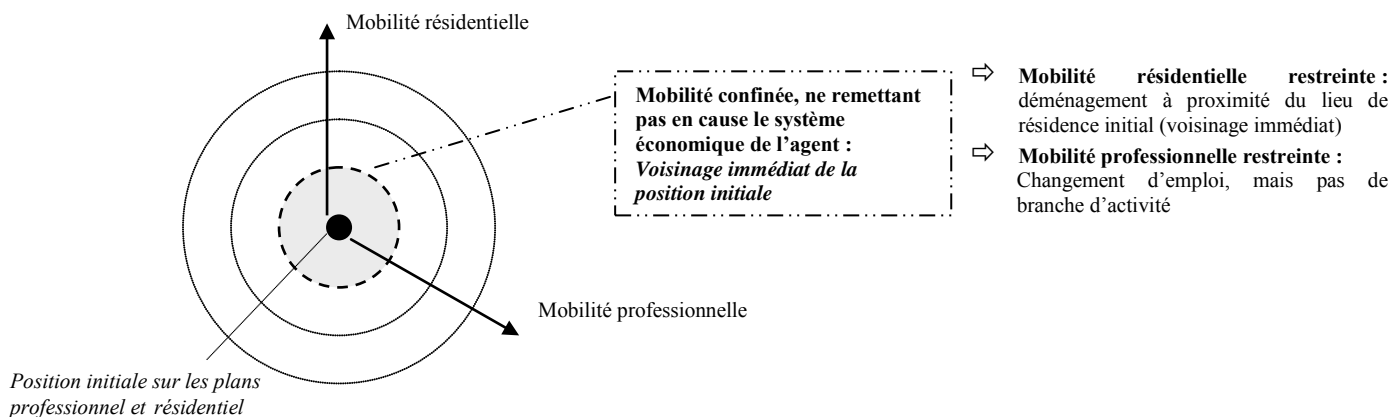 Mobilité résidentielle
Mobilité confinée, ne remettant
pas en cause le système
économique de l’agent :
Voisinage immédiat de la
position initiale
⇨ Mobilité résidentielle restreinte :
déménagement à proximité du lieu de
résidence initial (voisinage immédiat)
⇨ Mobilité professionnelle restreinte :
Changement d’emploi, mais pas de
branche d’activité
Mobilité professionnelle
Position initiale sur les plans
professionnel et résidentiel